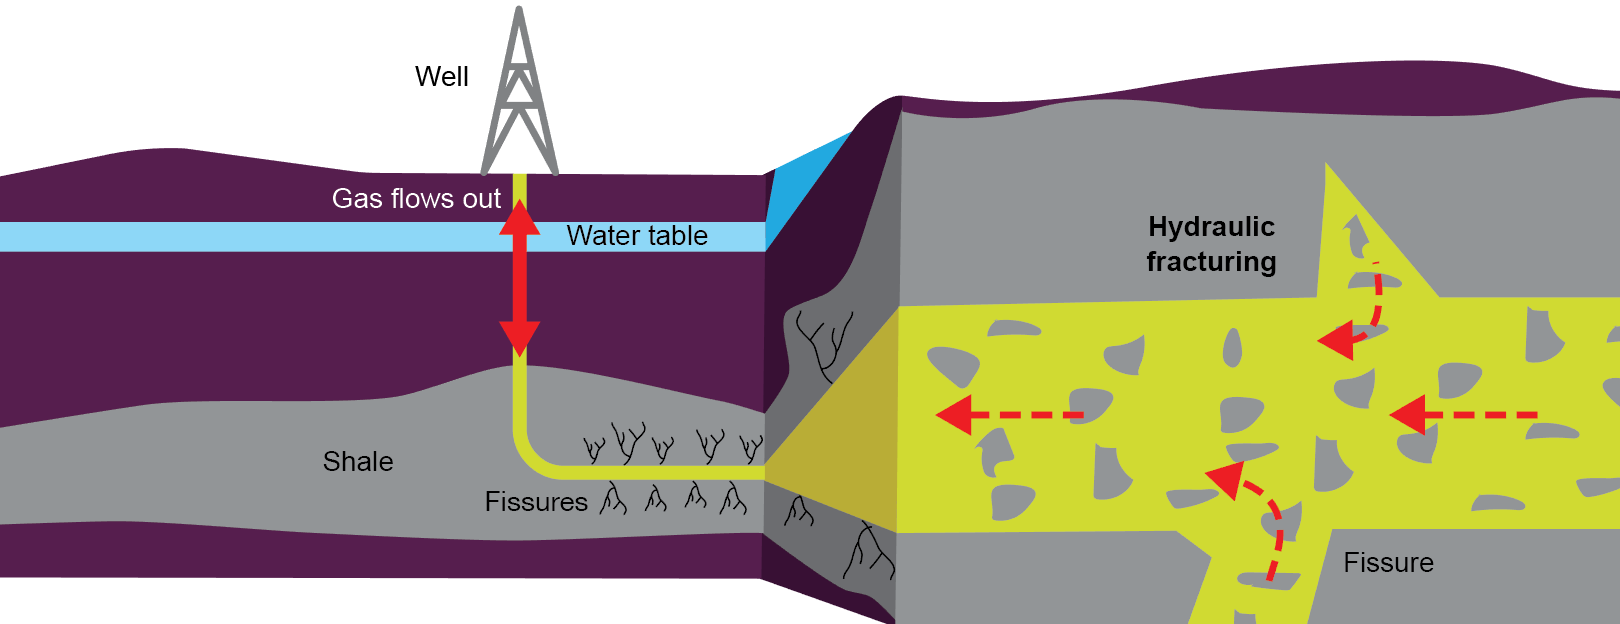 Well
Gas flows out
Water table
Hydraulic
fracturing
Shale
Fissures
Fissure